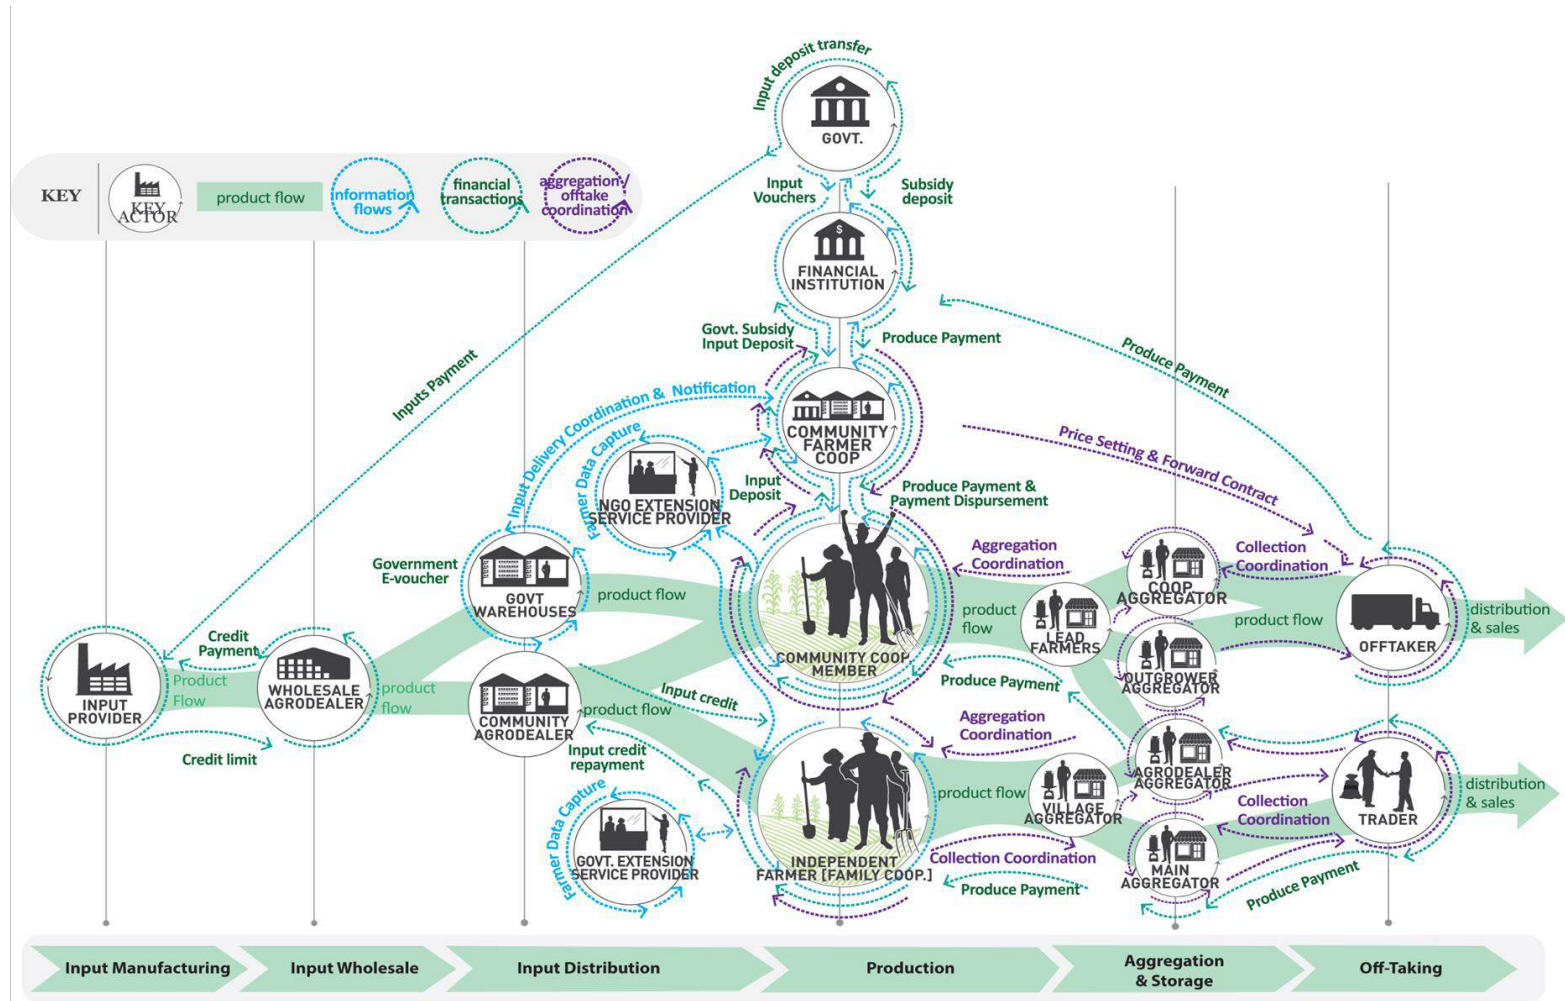 Input deposit transfer
GOVT.
KEY
KEY
ACTOR
product flow
information
flows
financial
transactions
aggregation /
offtake
coordination
Input
Vouchers
Subsidy
deposit
$
FINANCIAL
INSTITUTION
Govt. Subsidy
Input Deposit
Produce Payment
Produce Payment
Inputs Payment
Input Delivery Coordination & Notification
COMMUNITY
FARMER
COOP
Price Setting & Forward Contract
Farmer Data Capture
NGO EXTENSION
SERVICE PROVIDER
Input
Deposit
Produce Payment &
Payment Dispursement
Government
E-voucher
GOVT
WAREHOUSES
product flow
COMMUNITY COOP
MEMBER
Aggregation
Coordination
product
flow
LEAD
FARMERS
COOP
AGGREGATOR
Collection
Coordination
product flow
OFFTAKER
distribution
& sales
Credit
Payment
INPUT
PROVIDER
Product
Flow
WHOLESALE
AGRODEALER
product
flow
Credit limit
COMMUNITY
AGRODEALER
product flow
Input credit
Input credit
repayment
OUTGROWER
AGGREGATOR
Produce Payment
Aggregation
Coordination
AGRODEALER
AGGREGATOR
product flow
VILLAGE
AGGREGATOR
Collection
Coordination
TRADER
distribution
& sales
Farmer Data Capture
GOVT. EXTENSION
SERVICE PROVIDER
INDEPENDENT
FARMER [FAMILY COOP.]
Collection Coordination
Produce Payment
MAIN
AGGREGATOR
Produce Payment
Input Manufacturing
Input Wholesale
Input Distribution
Production
Aggregation
& Storage
Off-Taking